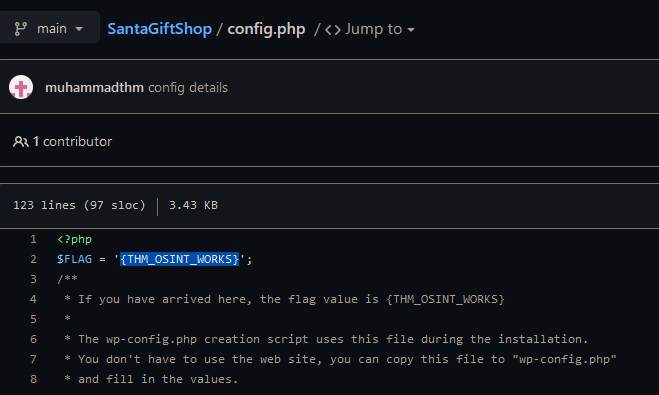 main SantaGiftShop / config.php / <> Jump to
muhammadthm config details
1 contributor
123 lines (97 sloc) 3.43 KB
1 <?php
2 $FLAG = '{THM_OSINT_WORKS}';
3 /**
4 * If you have arrived here, the flag value is {THM_OSINT_WORKS}
5 *
6 * The wp-config.php creation script uses this file during the installation.
7 * You don't have to use the web site, you can copy this file to "wp-config.php"
8 * and fill in the values.